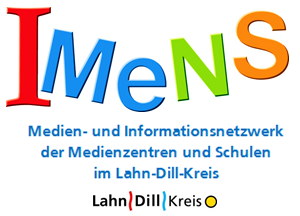 IMeNS
Medien- und Informationsnetzwerk
der Medienzentren und Schulen
im Lahn-Dill-Kreis
Lahn Dill Kreis